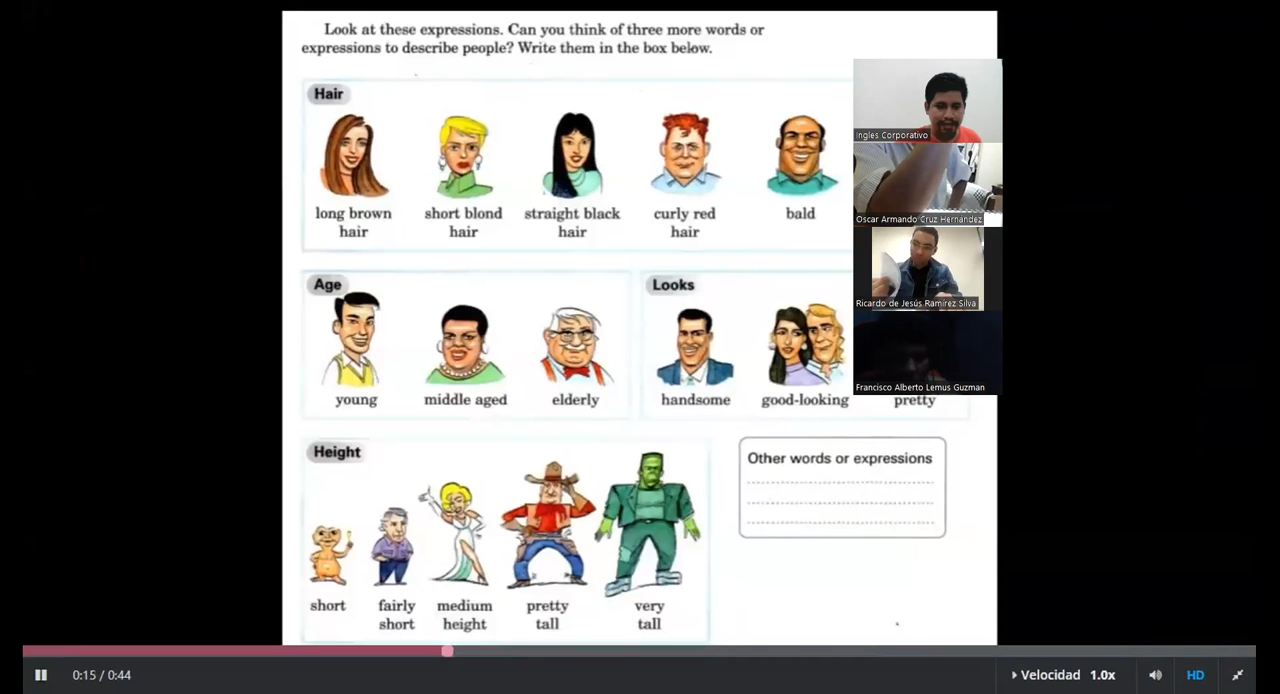 Look at these expressions. Can you think of three more words or
expressions to describe people? Write them in the box below.
Hair
long brown
hair
short blond
hair
straight black
hair
curly red
hair
bald
Ingles Corporativo
Oscar Armando Cruz Hernandez
Ricardo de Jesús Ramirez Silva
Francisco Alberto Lemus Guzman
Age
young
middle aged
elderly
Looks
handsome
good-looking
pretty
Height
short
fairly
short
medium
height
pretty
tall
very
tall
Other words or expressions
0:15 / 0:44
Velocidad 1.0x
HD